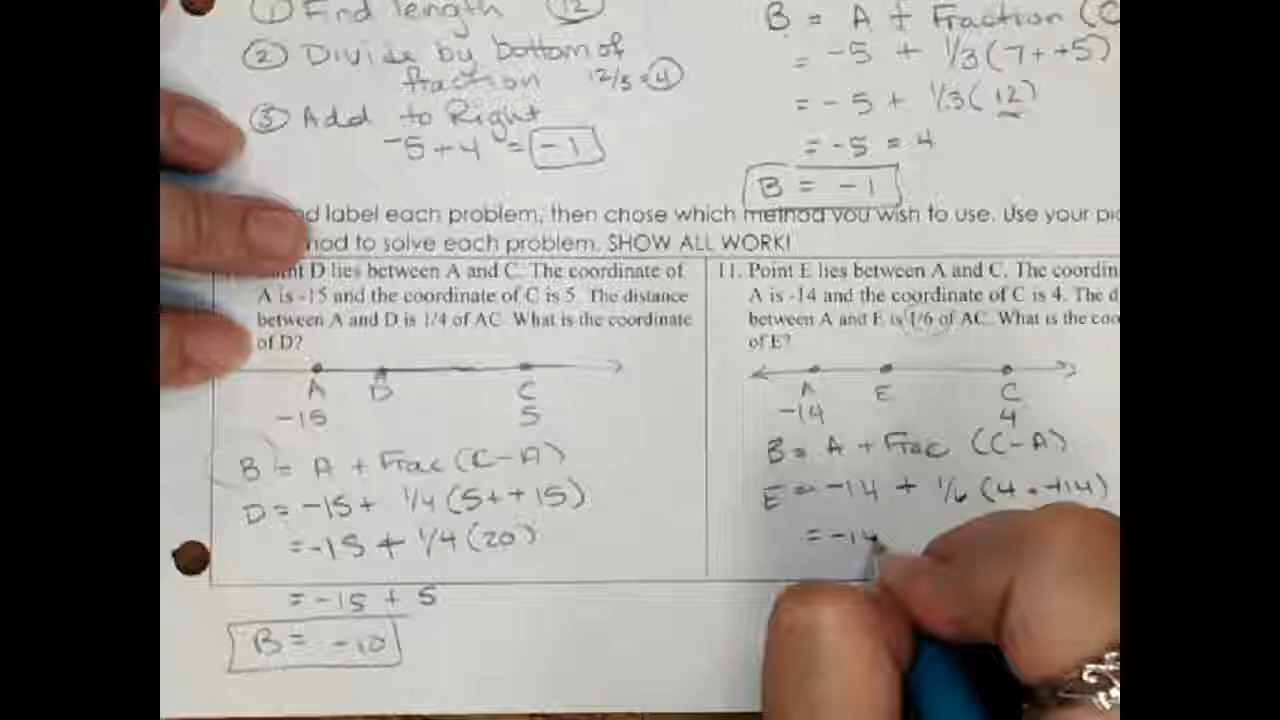 ① Find length 12
② Divide by bottom of
fraction 12/3 = 4
③ Add to Right
-5 + 4 = -1
B = A + Fraction (C
= -5 + 1/3 (7 + +5)
= -5 + 1/3 (12)
= -5 = 4
B = -1
label each problem, then chose which method you wish to use. Use your
to solve each problem. SHOW ALL WORK!
D lies between A and C. The coordinate of
A is -15 and the coordinate of C is 5. The distance
between A and D is 1/4 of AC. What is the coordinate
of D?
A D C
-15 5
B = A + Frac (C - A)
D = -15 + 1/4 (5 + +15)
= -15 + 1/4 (20)
= -15 + 5
B = -10
11. Point E lies between A and C. The
A is -14 and the coordinate of C is 4. The
between A and E is 1/6 of AC. What is the
of E?
A E C
-14 4
B = A + Frac (C - A)
E = -14 + 1/6 (4 + +14)
= -14